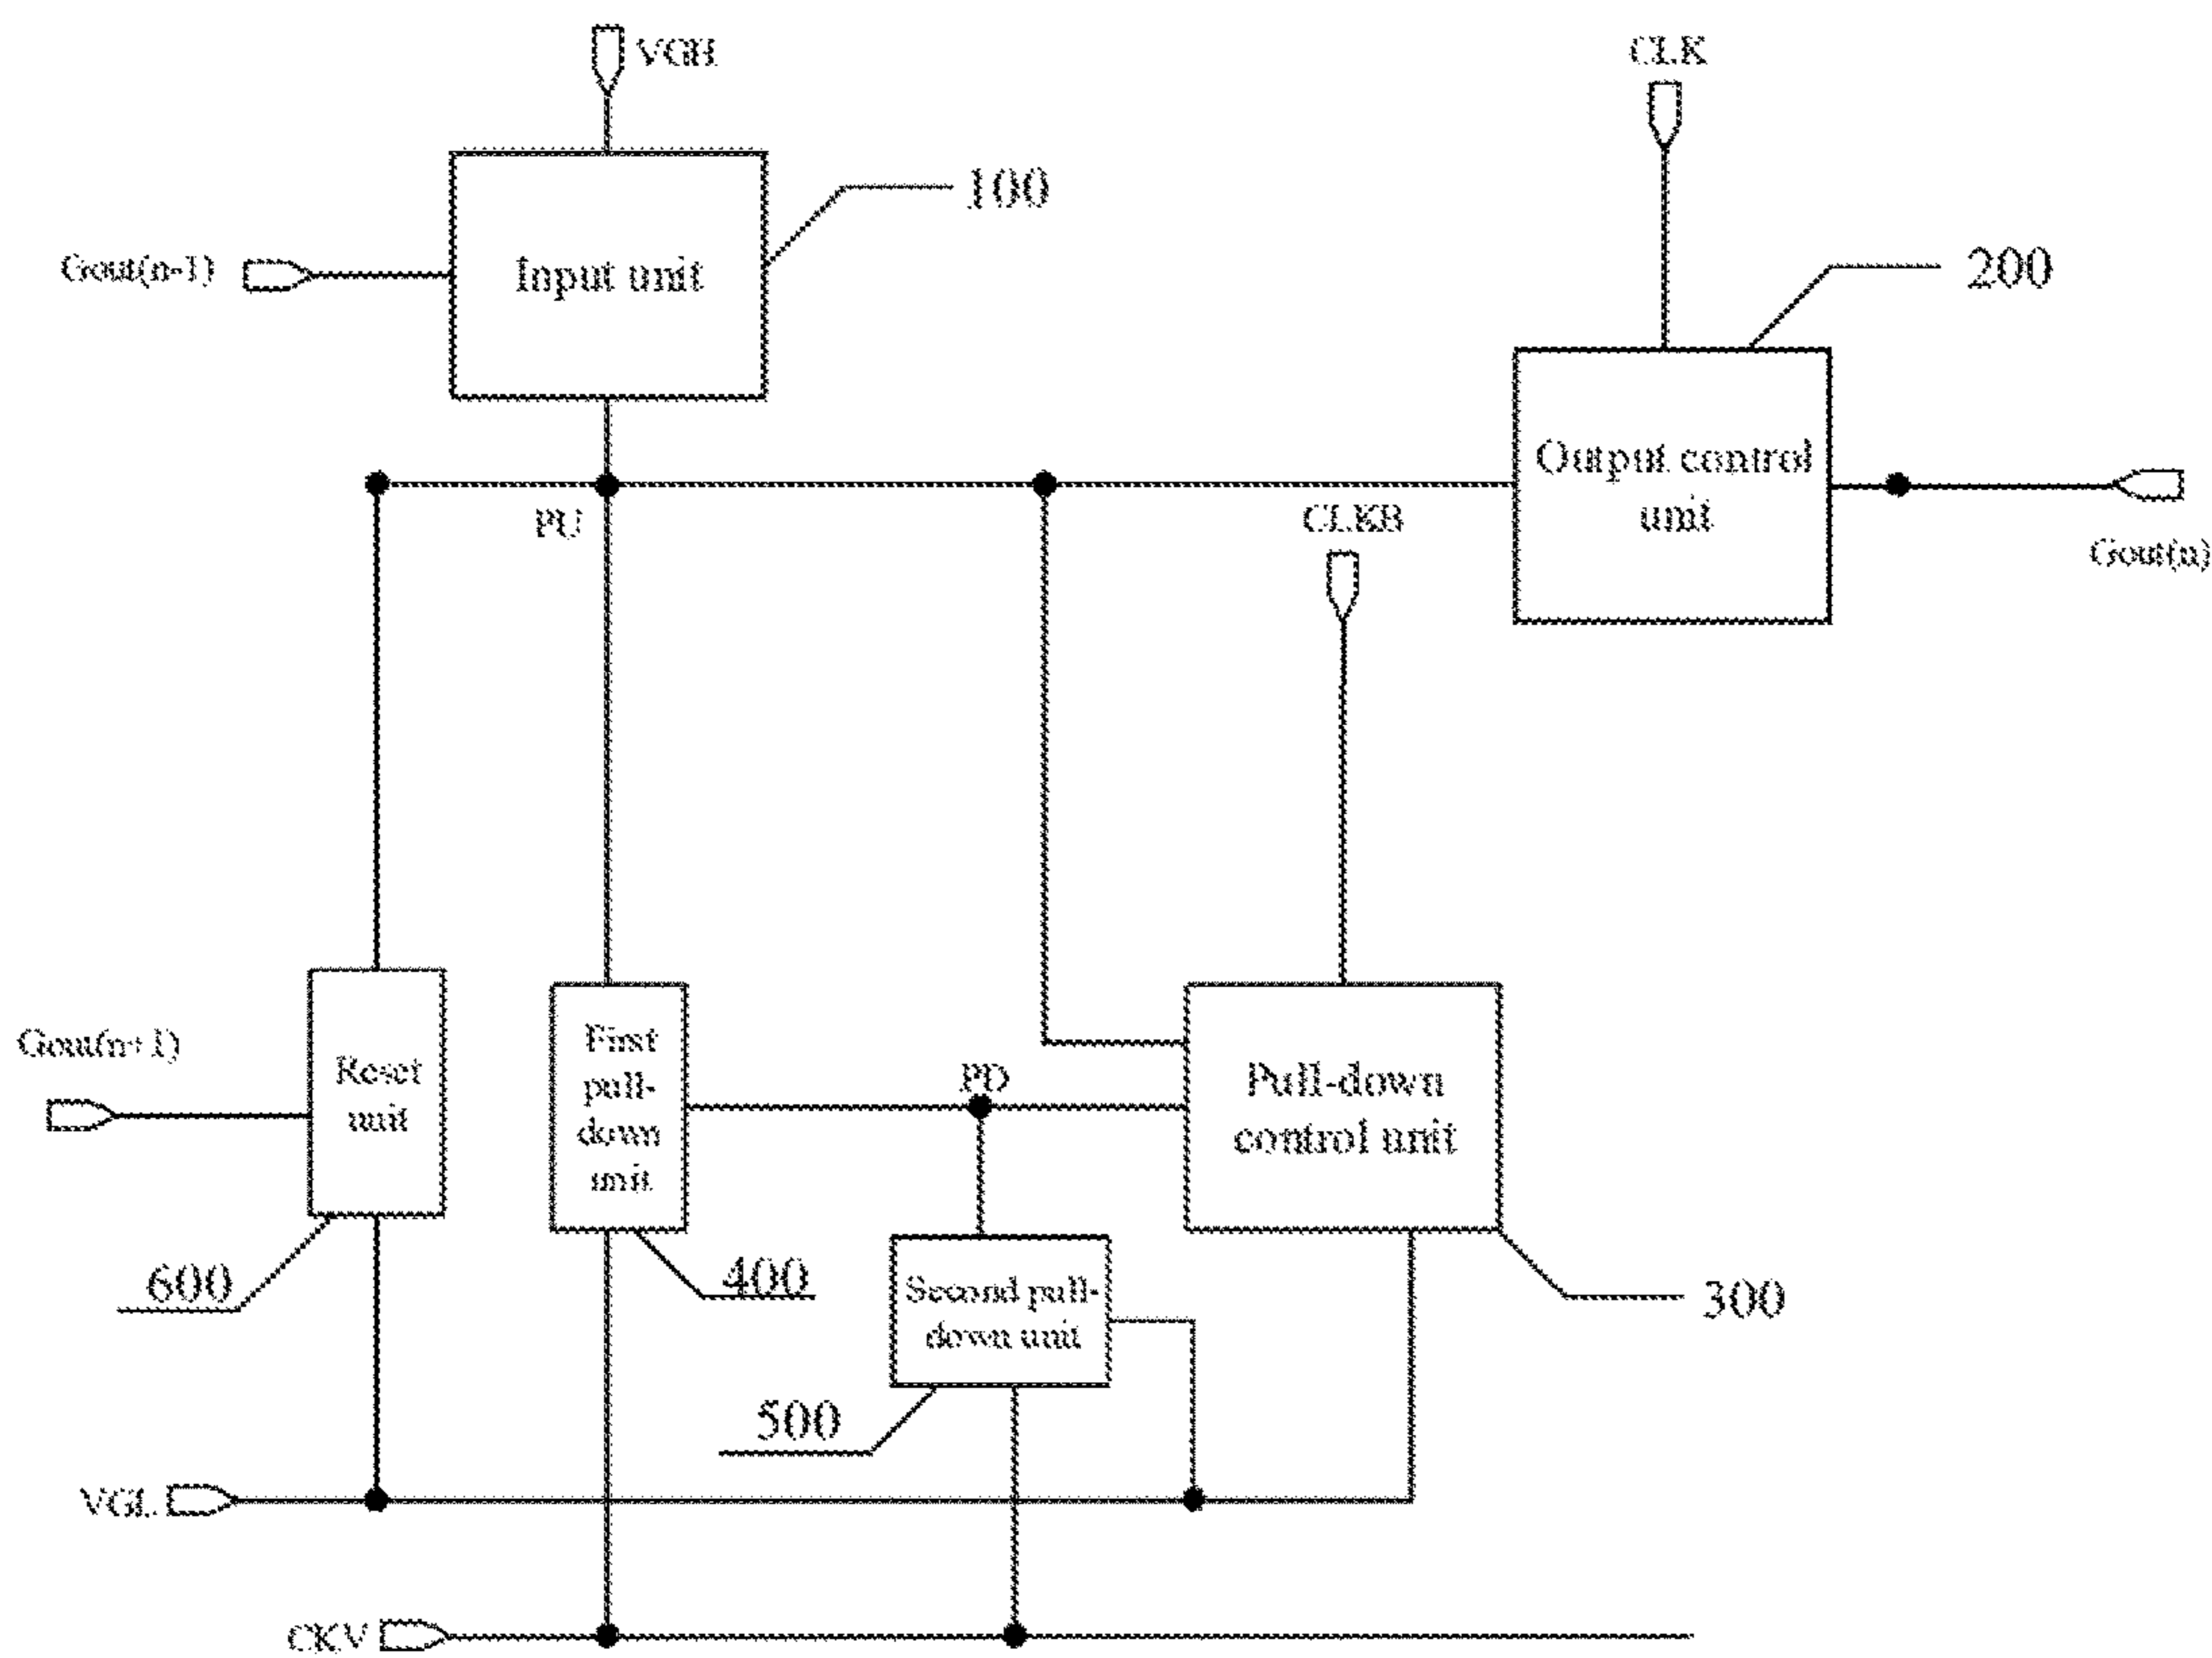 VGH
CLK
100
Gout(n-1)
Input unit
200
Output control
unit
PU
CLKB
Gout(n)
Gout(n+1)
Reset
unit
First
pull-
down
unit
PD
Pull-down
control unit
600
400
Second pull-
down unit
300
500
VGL
CKV